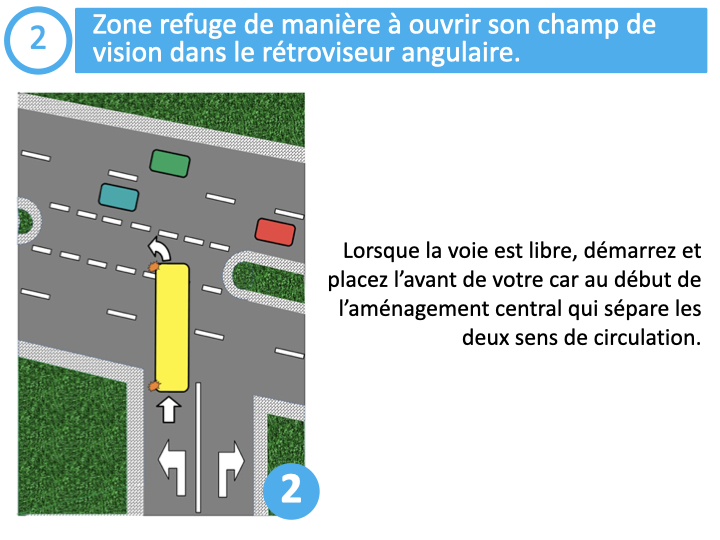 2
Zone refuge de manière à ouvrir son champ de
vision dans le rétroviseur angulaire.
Lorsque la voie est libre, démarrez et
placez l’avant de votre car au début de
l’aménagement central qui sépare les
deux sens de circulation.
2